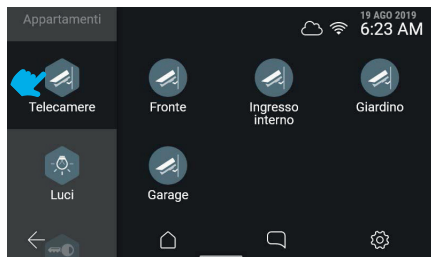 Appartamenti
19 AGO 2019
6:23 AM
Telecamere
Fronte
Ingresso
interno
Giardino
Luci
Garage